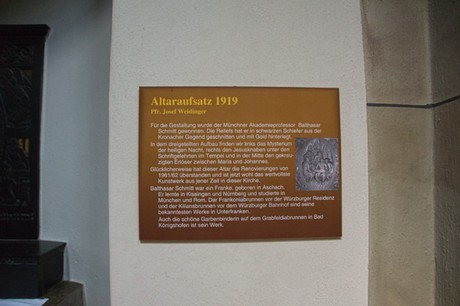 Altaraufsatz 1919
Pfr. Josef Weidinger
Für die Gestaltung wurde der Münchner Akademieprofessor Balthasar
Schmitt gewonnen. Die Reliefs hat er in schwarzen Schiefer aus der
Kronacher Gegend geschnitten und mit Gold hinterlegt.
In dem dreigeteilten Aufbau finden wir links das Mysterium
der heiligen Nacht, rechts den Jesusknaben unter den
Schriftgelehrten im Tempel und in der Mitte den gekreu-
zigten Erlöser zwischen Maria und Johannes.
Glücklicherweise hat dieser Altar die Renovierungen von
1961/62 überstanden und ist jetzt wohl das wertvollste
Kunstwerk aus jener Zeit in dieser Kirche.
Balthasar Schmitt war ein Franke, geboren in Aschach.
Er lernte in Kissingen und Nürnberg und studierte in
München und Rom. Der Frankoniabrunnen vor der Würzburger Residenz
und der Kiliansbrunnen vor dem Würzburger Bahnhof sind seine
bekanntesten Werke in Unterfranken.
Auch die schöne Garbenbinderin auf dem Grabfeldbrunnen in Bad
Königshofen ist sein Werk.